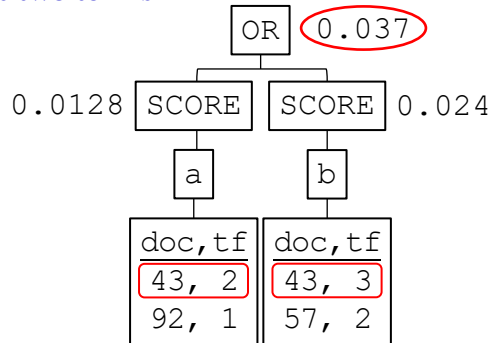 OR 0.037
0.0128 SCORE SCORE 0.024
a b
doc,tf doc,tf
43, 2 43, 3
92, 1 57, 2